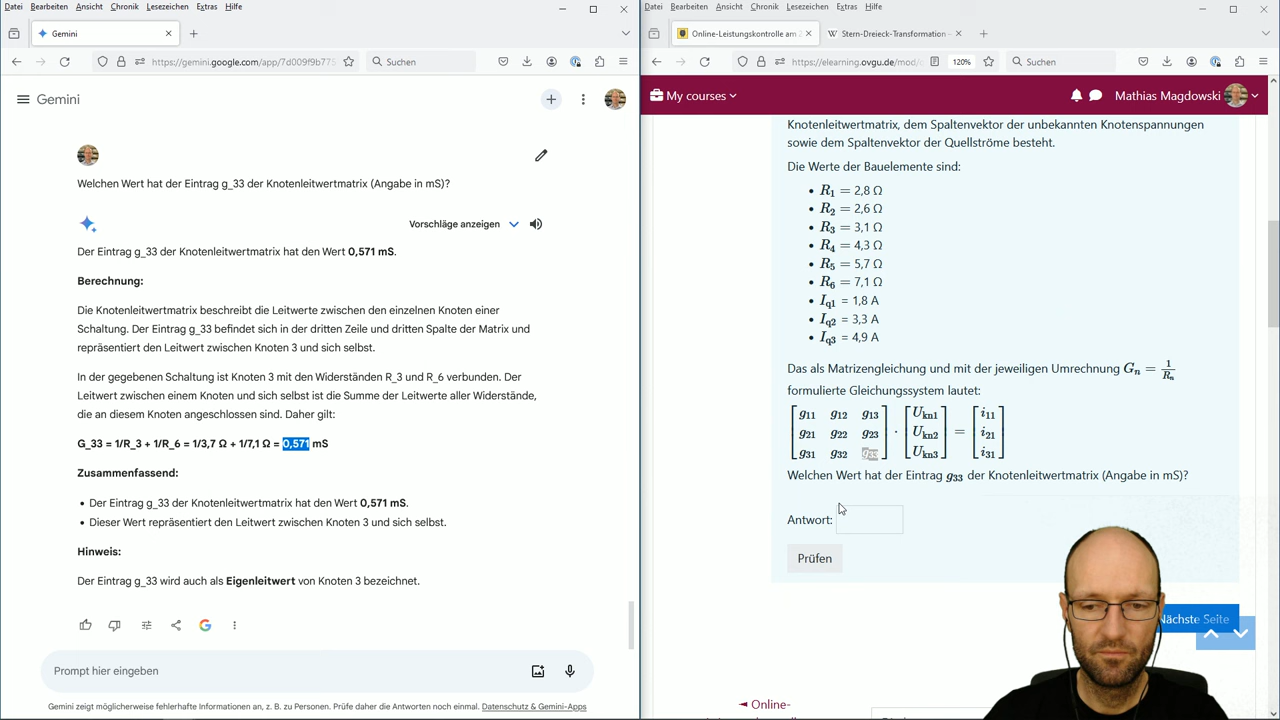 Datei Bearbeiten Ansicht Chronik Lesezeichen Extras Hilfe
Gemini
https://gemini.google.com/app/7d009f9b775
Suchen
Gemini
Welchen Wert hat der Eintrag g_33 der Knotenleitwertmatrix (Angabe in mS)?
Vorschläge anzeigen
Der Eintrag g_33 der Knotenleitwertmatrix hat den Wert 0,571 mS.
Berechnung:
Die Knotenleitwertmatrix beschreibt die Leitwerte zwischen den einzelnen Knoten einer
Schaltung. Der Eintrag g_33 befindet sich in der dritten Zeile und dritten Spalte der Matrix und
repräsentiert den Leitwert zwischen Knoten 3 und sich selbst.
In der gegebenen Schaltung ist Knoten 3 mit den Widerständen R_3 und R_6 verbunden. Der
Leitwert zwischen einem Knoten und sich selbst ist die Summe der Leitwerte aller Widerstände,
die an diesem Knoten angeschlossen sind. Daher gilt:
G_33 = 1/R_3 + 1/R_6 = 1/3,7 Ω + 1/7,1 Ω = 0,571 mS
Zusammenfassend:
• Der Eintrag g_33 der Knotenleitwertmatrix hat den Wert 0,571 mS.
• Dieser Wert repräsentiert den Leitwert zwischen Knoten 3 und sich selbst.
Hinweis:
Der Eintrag g_33 wird auch als Eigenleitwert von Knoten 3 bezeichnet.
Prompt hier eingeben
Gemini zeigt möglicherweise fehlerhafte Informationen an, z. B. zu Personen. Prüfe daher die Antworten noch einmal. Datenschutz & Gemini-Apps
Datei Bearbeiten Ansicht Chronik Lesezeichen Extras Hilfe
Online-Leistungskontrolle am 2
Stern-Dreieck-Transformation –
https://elearning.ovgu.de/mod/
120%
Suchen
My courses
Mathias Magdowski
Knotenleitwertmatrix, dem Spaltenvektor der unbekannten Knotenspannungen
sowie dem Spaltenvektor der Quellströme besteht.
Die Werte der Bauelemente sind:
• R1 = 2,8 Ω
• R2 = 2,6 Ω
• R3 = 3,1 Ω
• R4 = 4,3 Ω
• R5 = 5,7 Ω
• R6 = 7,1 Ω
• Iq1 = 1,8 A
• Iq2 = 3,3 A
• Iq3 = 4,9 A
Das als Matrizengleichung und mit der jeweiligen Umrechnung Gn = 1/Rn
formulierte Gleichungssystem lautet:
g11 g12 g13 Ukn1 i11
g21 g22 g23 · Ukn2 = i21
g31 g32 g33 Ukn3 i31
Welchen Wert hat der Eintrag g33 der Knotenleitwertmatrix (Angabe in mS)?
Antwort:
Prüfen
Nächste Seite
◄ Online-